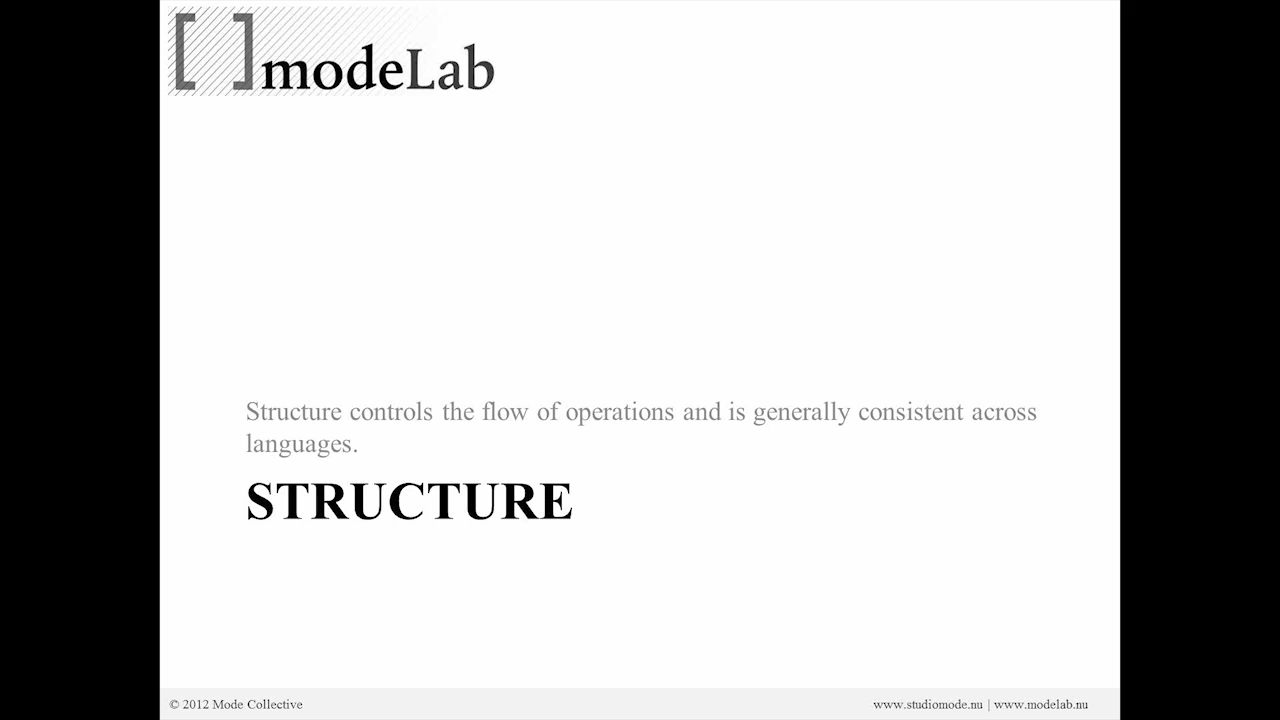 [ ] modeLab
Structure controls the flow of operations and is generally consistent across
languages.
STRUCTURE
© 2012 Mode Collective
www.studiomode.nu | www.modelab.nu